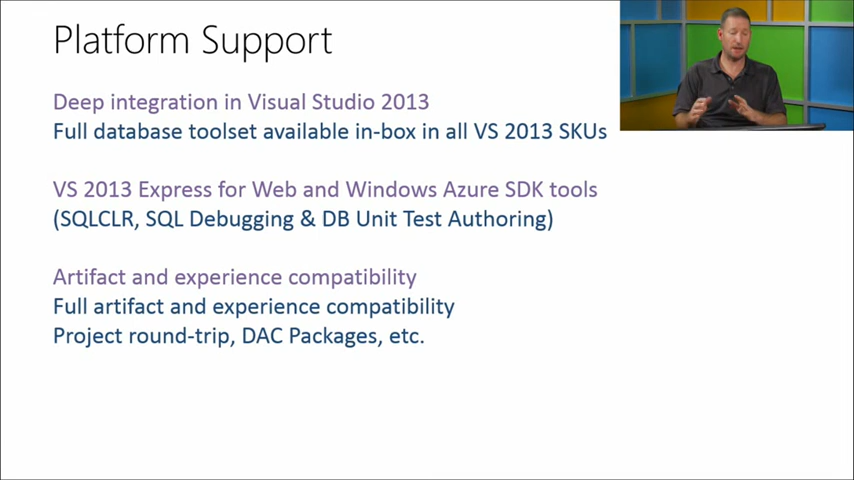 Platform Support
Deep integration in Visual Studio 2013
Full database toolset available in-box in all VS 2013 SKUs
VS 2013 Express for Web and Windows Azure SDK tools
(SQLCLR, SQL Debugging & DB Unit Test Authoring)
Artifact and experience compatibility
Full artifact and experience compatibility
Project round-trip, DAC Packages, etc.